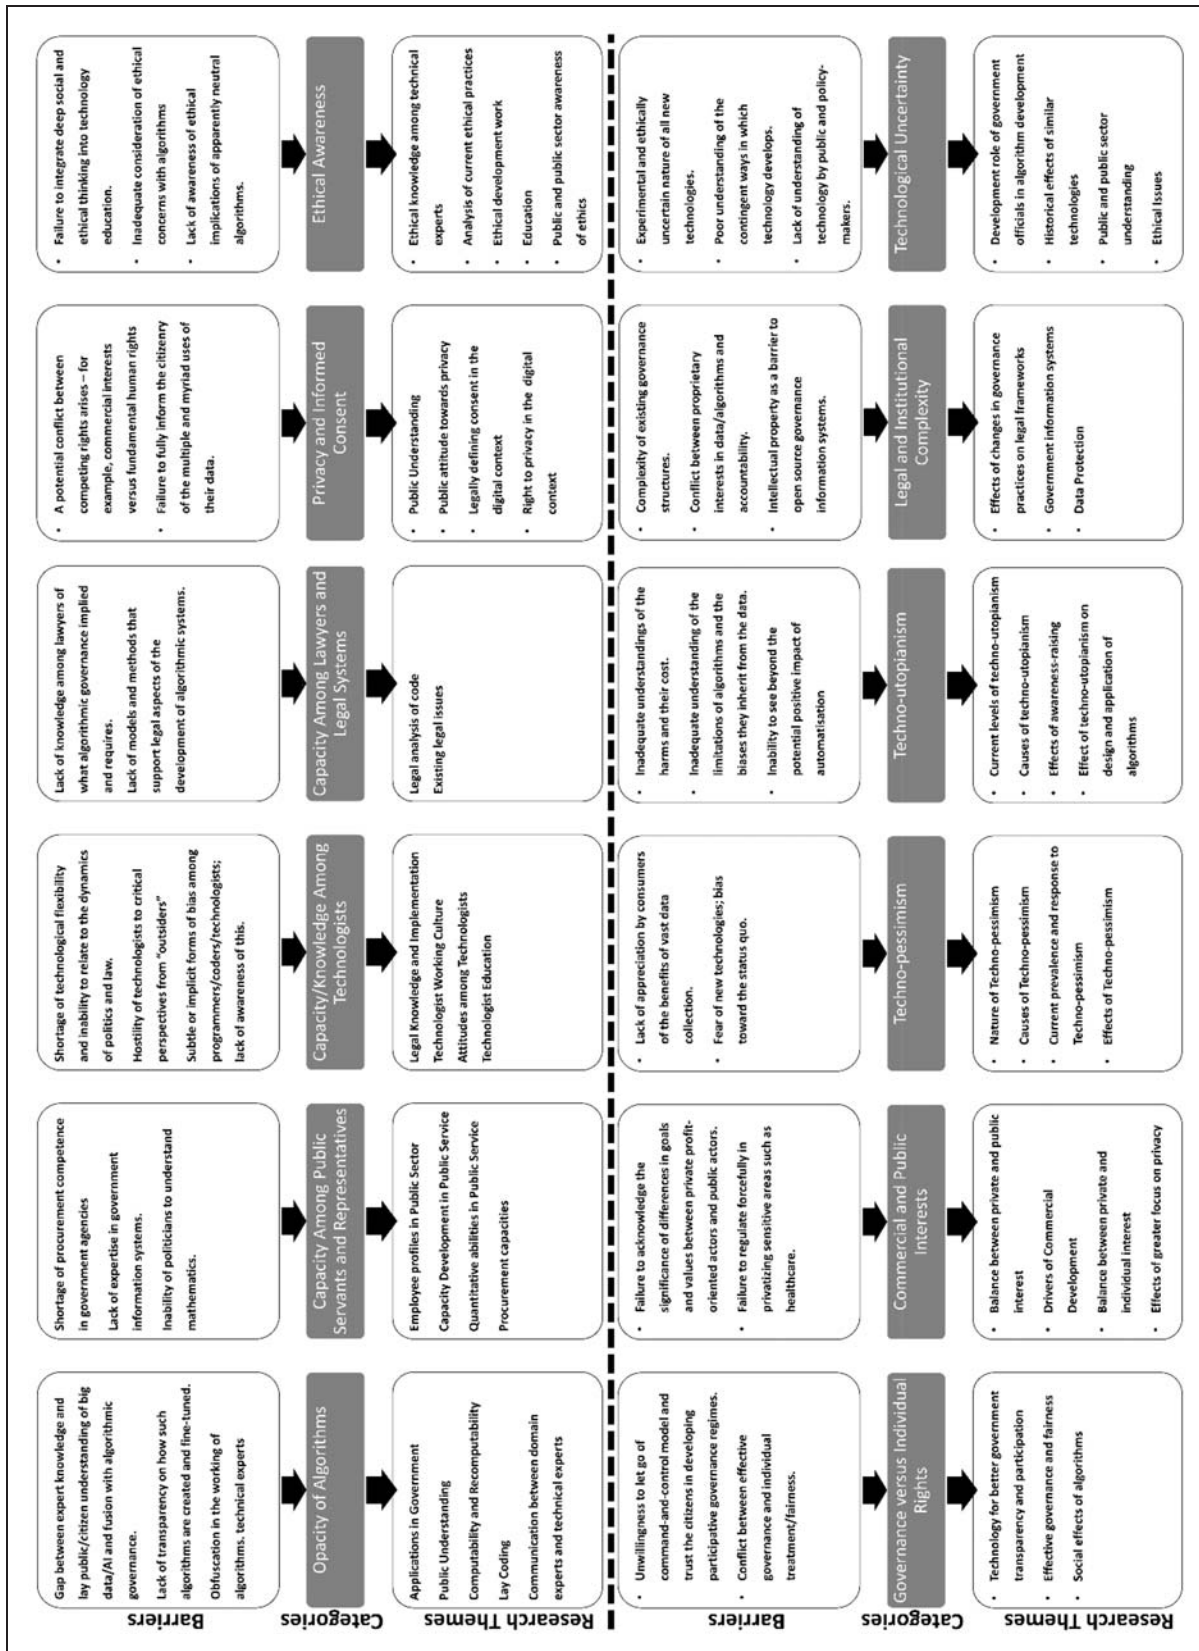 Barriers
Gap between expert knowledge and
lay public/citizen understanding of big
data/AI and fusion with algorithmic
governance.
Lack of transparency on how such
algorithms are created and fine-tuned.
Obfuscation in the working of
algorithms. technical experts
Shortage of procurement competence
in government agencies
Lack of expertise in government
information systems.
Inability of politicians to understand
mathematics.
Shortage of technological flexibility
and inability to relate to the dynamics
of politics and law.
Hostility of technologists to critical
perspectives from “outsiders”
Subtle or implicit forms of bias among
programmers/coders/technologists;
lack of awareness of this.
Lack of knowledge among lawyers of
what algorithmic governance implied
and requires.
Lack of models and methods that
support legal aspects of the
development of algorithmic systems.
• A potential conflict between
competing rights arises – for
example, commercial interests
versus fundamental human rights
• Failure to fully inform the citizenry
of the multiple and myriad uses of
their data.
• Failure to integrate deep social and
ethical thinking into technology
education.
• Inadequate consideration of ethical
concerns with algorithms
• Lack of awareness of ethical
implications of apparently neutral
algorithms.
Categories
Opacity of Algorithms
Capacity Among Public
Servants and Representatives
Capacity/Knowledge Among
Technologists
Capacity Among Lawyers and
Legal Systems
Privacy and Informed
Consent
Ethical Awareness
Research Themes
Applications in Government
Public Understanding
Computability and Recomputability
Lay Coding
Communication between domain
experts and technical experts
Employee profiles in Public Sector
Capacity Development in Public Service
Quantitative abilities in Public Service
Procurement capacities
Legal Knowledge and Implementation
Technologist Working Culture
Attitudes among Technologists
Technologist Education
Legal analysis of code
Existing legal issues
• Public Understanding
• Public attitude towards privacy
• Legally defining consent in the
digital context
• Right to privacy in the digital
context
• Ethical knowledge among technical
experts
• Analysis of current ethical practices
• Ethical development work
• Education
• Public and public sector awareness
of ethics
Barriers
• Unwillingness to let go of
command-and-control model and
trust the citizens in developing
participative governance regimes.
• Conflict between effective
governance and individual
treatment/fairness.
• Failure to acknowledge the
significance of differences in goals
and values between private profit-
oriented actors and public actors.
• Failure to regulate forcefully in
privatizing sensitive areas such as
healthcare.
• Lack of appreciation by consumers
of the benefits of vast data
collection.
• Fear of new technologies; bias
toward the status quo.
• Inadequate understandings of the
harms and their cost.
• Inadequate understanding of the
limitations of algorithms and the
biases they inherit from the data.
• Inability to see beyond the
potential positive impact of
automatisation
• Complexity of existing governance
structures.
• Conflict between proprietary
interests in data/algorithms and
accountability.
• Intellectual property as a barrier to
open source governance
information systems.
• Experimental and ethically
uncertain nature of all new
technologies.
• Poor understanding of the
contingent ways in which
technology develops.
• Lack of understanding of
technology by public and policy-
makers.
Categories
Governance versus Individual
Rights
Commercial and Public
Interests
Techno-pessimism
Techno-utopianism
Legal and Institutional
Complexity
Technological Uncertainty
Research Themes
• Technology for better government
transparency and participation
• Effective governance and fairness
• Social effects of algorithms
• Balance between private and public
interest
• Drivers of Commercial
Development
• Balance between private and
individual interest
• Effects of greater focus on privacy
• Nature of Techno-pessimism
• Causes of Techno-pessimism
• Current prevalence and response to
Techno-pessimism
• Effects of Techno-pessimism
• Current levels of techno-utopianism
• Causes of techno-utopianism
• Effects of awareness-raising
• Effect of techno-utopianism on
design and application of
algorithms
• Effects of changes in governance
practices on legal frameworks
• Government information systems
• Data Protection
• Development role of government
officials in algorithm development
• Historical effects of similar
technologies
• Public and public sector
understanding
• Ethical Issues